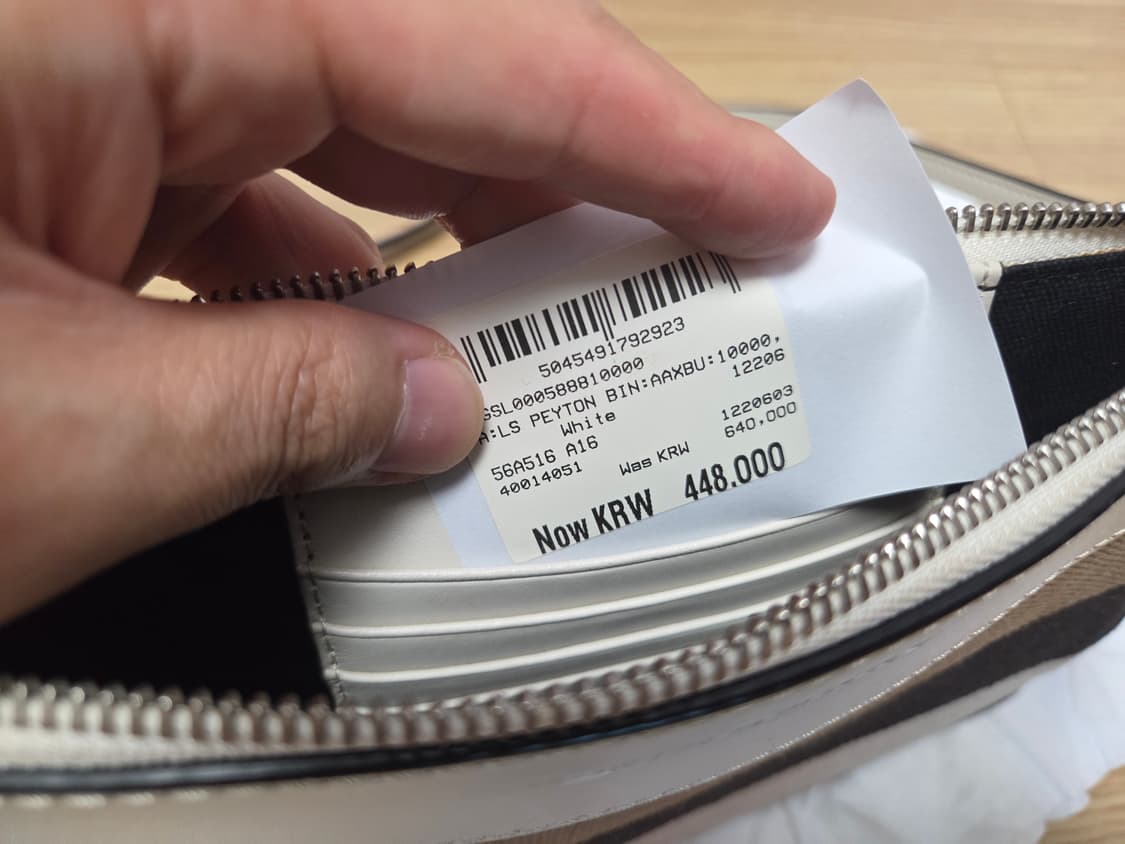 5045491792923
GSL000588810000
A:LS PEYTON BIN:AAXBU:10000,
White 12206
56A516 A16
40014051 1220603
Was KRW 640,000
Now KRW 448.000